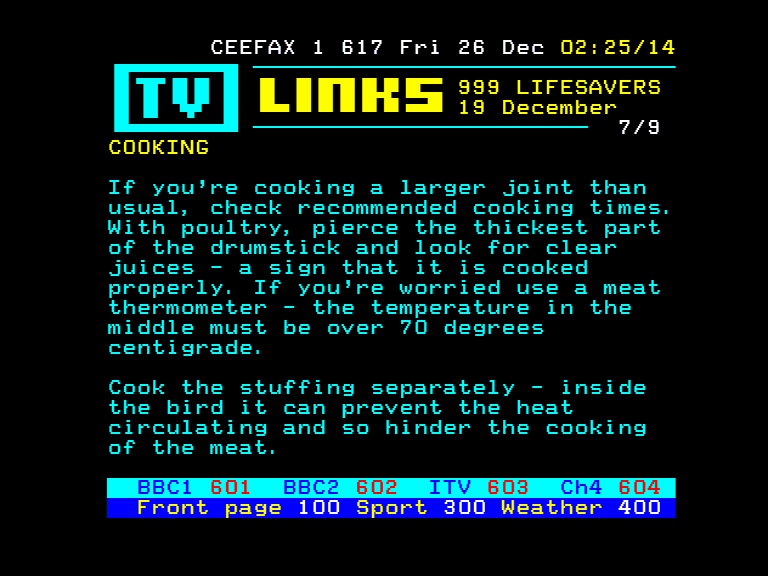 CEEFAX 1 617 Fri 26 Dec 02:25/14
TV LINKS 999 LIFESAVERS
19 December
7/9
COOKING
If you're cooking a larger joint than
usual, check recommended cooking times.
With poultry, pierce the thickest part
of the drumstick and look for clear
juices - a sign that it is cooked
properly. If you're worried use a meat
thermometer - the temperature in the
middle must be over 70 degrees
centigrade.
Cook the stuffing separately - inside
the bird it can prevent the heat
circulating and so hinder the cooking
of the meat.
BBC1 601 BBC2 602 ITV 603 Ch4 604
Front page 100 Sport 300 Weather 400